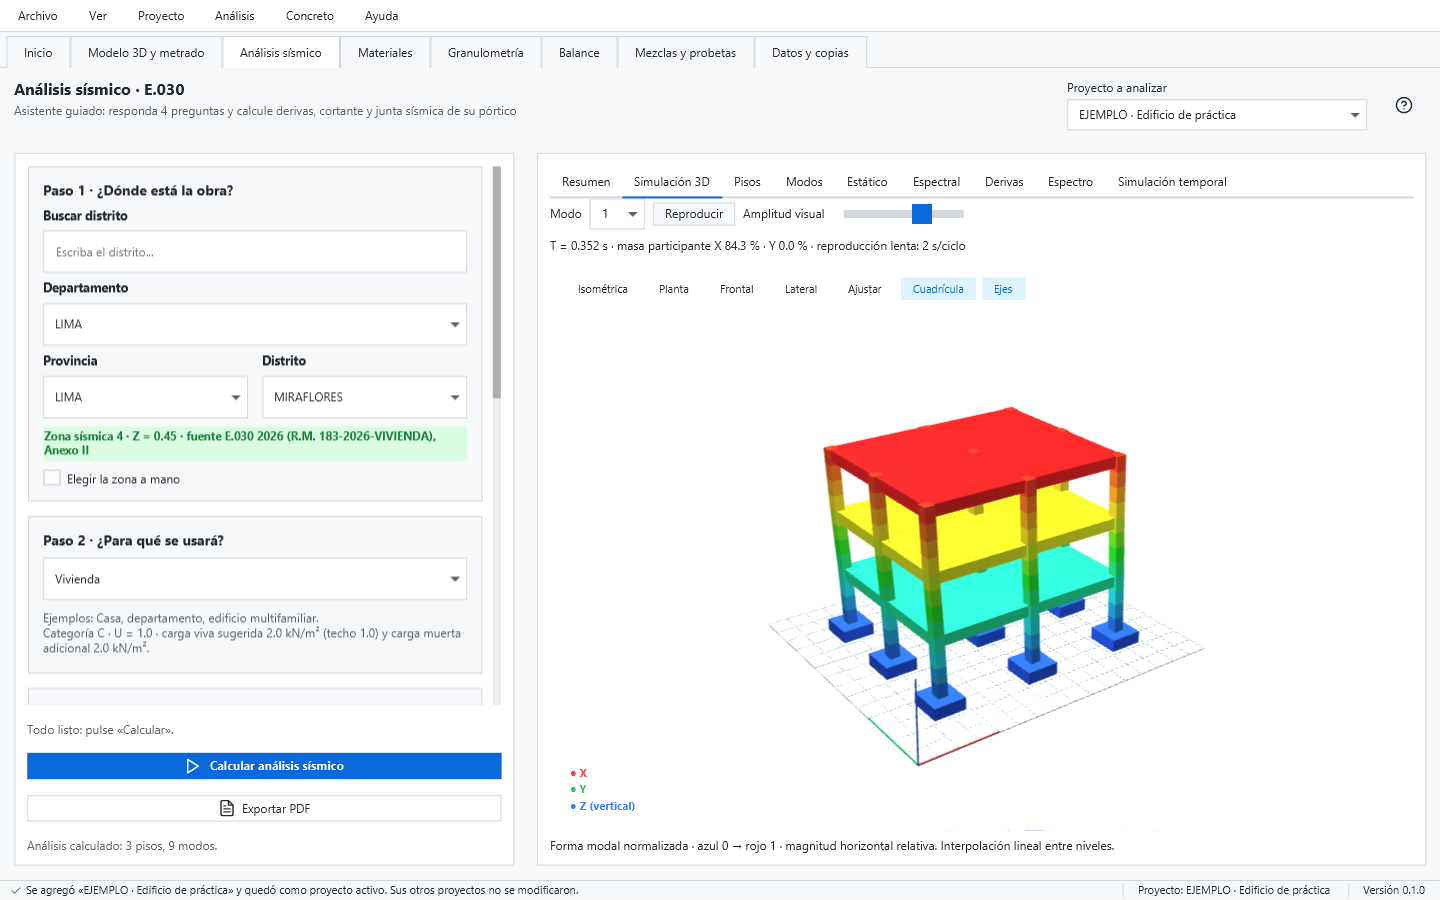 Archivo Ver Proyecto Análisis Concreto Ayuda
Inicio Modelo 3D y metrado Análisis sísmico Materiales Granulometría Balance Mezclas y probetas Datos y copias
Análisis sísmico · E.030
Asistente guiado: responda 4 preguntas y calcule derivas, cortante y junta sísmica de su pórtico
Proyecto a analizar
EJEMPLO · Edificio de práctica
Paso 1 · ¿Dónde está la obra?
Buscar distrito
Escriba el distrito...
Departamento
LIMA
Provincia Distrito
LIMA MIRAFLORES
Zona sísmica 4 · Z = 0.45 · fuente E.030 2026 (R.M. 183-2026-VIVIENDA),
Anexo II
Elegir la zona a mano
Paso 2 · ¿Para qué se usará?
Vivienda
Ejemplos: Casa, departamento, edificio multifamiliar.
Categoría C · U = 1.0 · carga viva sugerida 2.0 kN/m² (techo 1.0) y carga muerta
adicional 2.0 kN/m².
Todo listo: pulse «Calcular».
Calcular análisis sísmico
Exportar PDF
Análisis calculado: 3 pisos, 9 modos.
Resumen Simulación 3D Pisos Modos Estático Espectral Derivas Espectro Simulación temporal
Modo 1 Reproducir Amplitud visual
T = 0.352 s · masa participante X 84.3 % · Y 0.0 % · reproducción lenta: 2 s/ciclo
Isométrica Planta Frontal Lateral Ajustar Cuadrícula Ejes
• X
• Y
• Z (vertical)
Forma modal normalizada · azul 0 → rojo 1 · magnitud horizontal relativa. Interpolación lineal entre niveles.
Se agregó «EJEMPLO · Edificio de práctica» y quedó como proyecto activo. Sus otros proyectos no se modificaron.
Proyecto: EJEMPLO · Edificio de práctica Versión 0.1.0